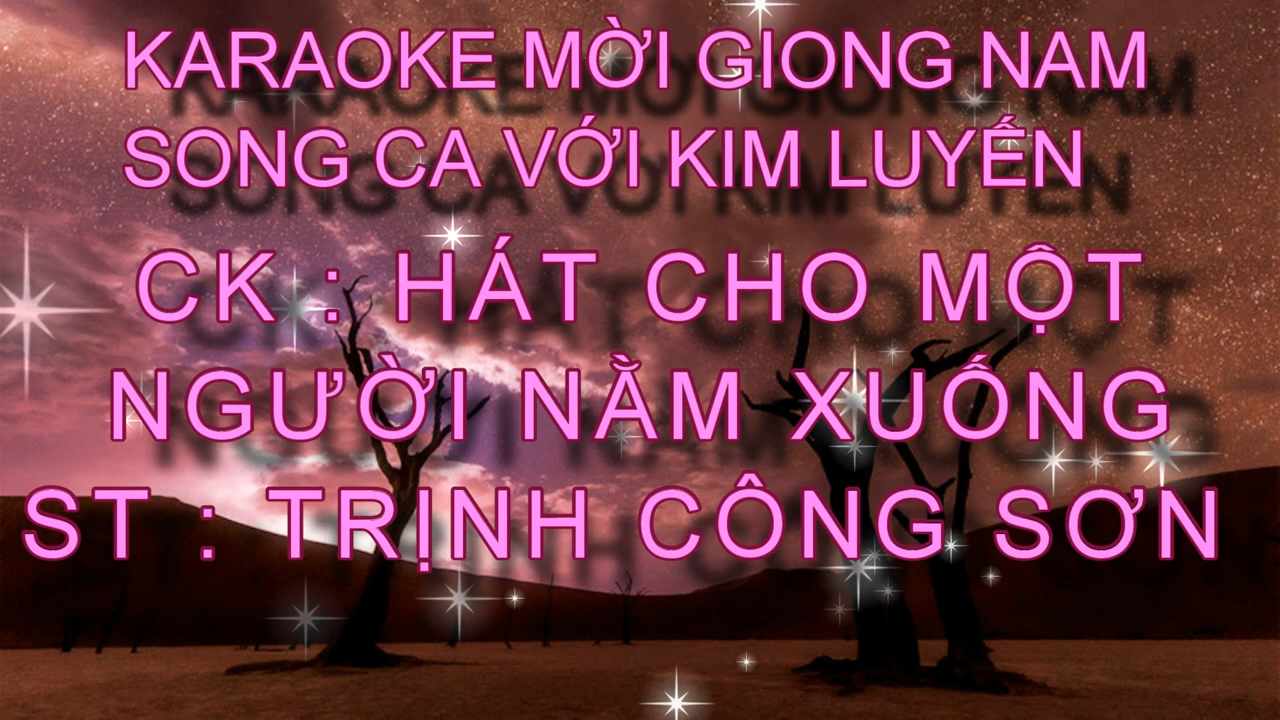 KARAOKE MỜI GIONG NAM
SONG CA VỚI KIM LUYẾN
CK : HÁT CHO MỘT
NGƯỜI NẰM XUỐNG
ST : TRỊNH CÔNG SƠN